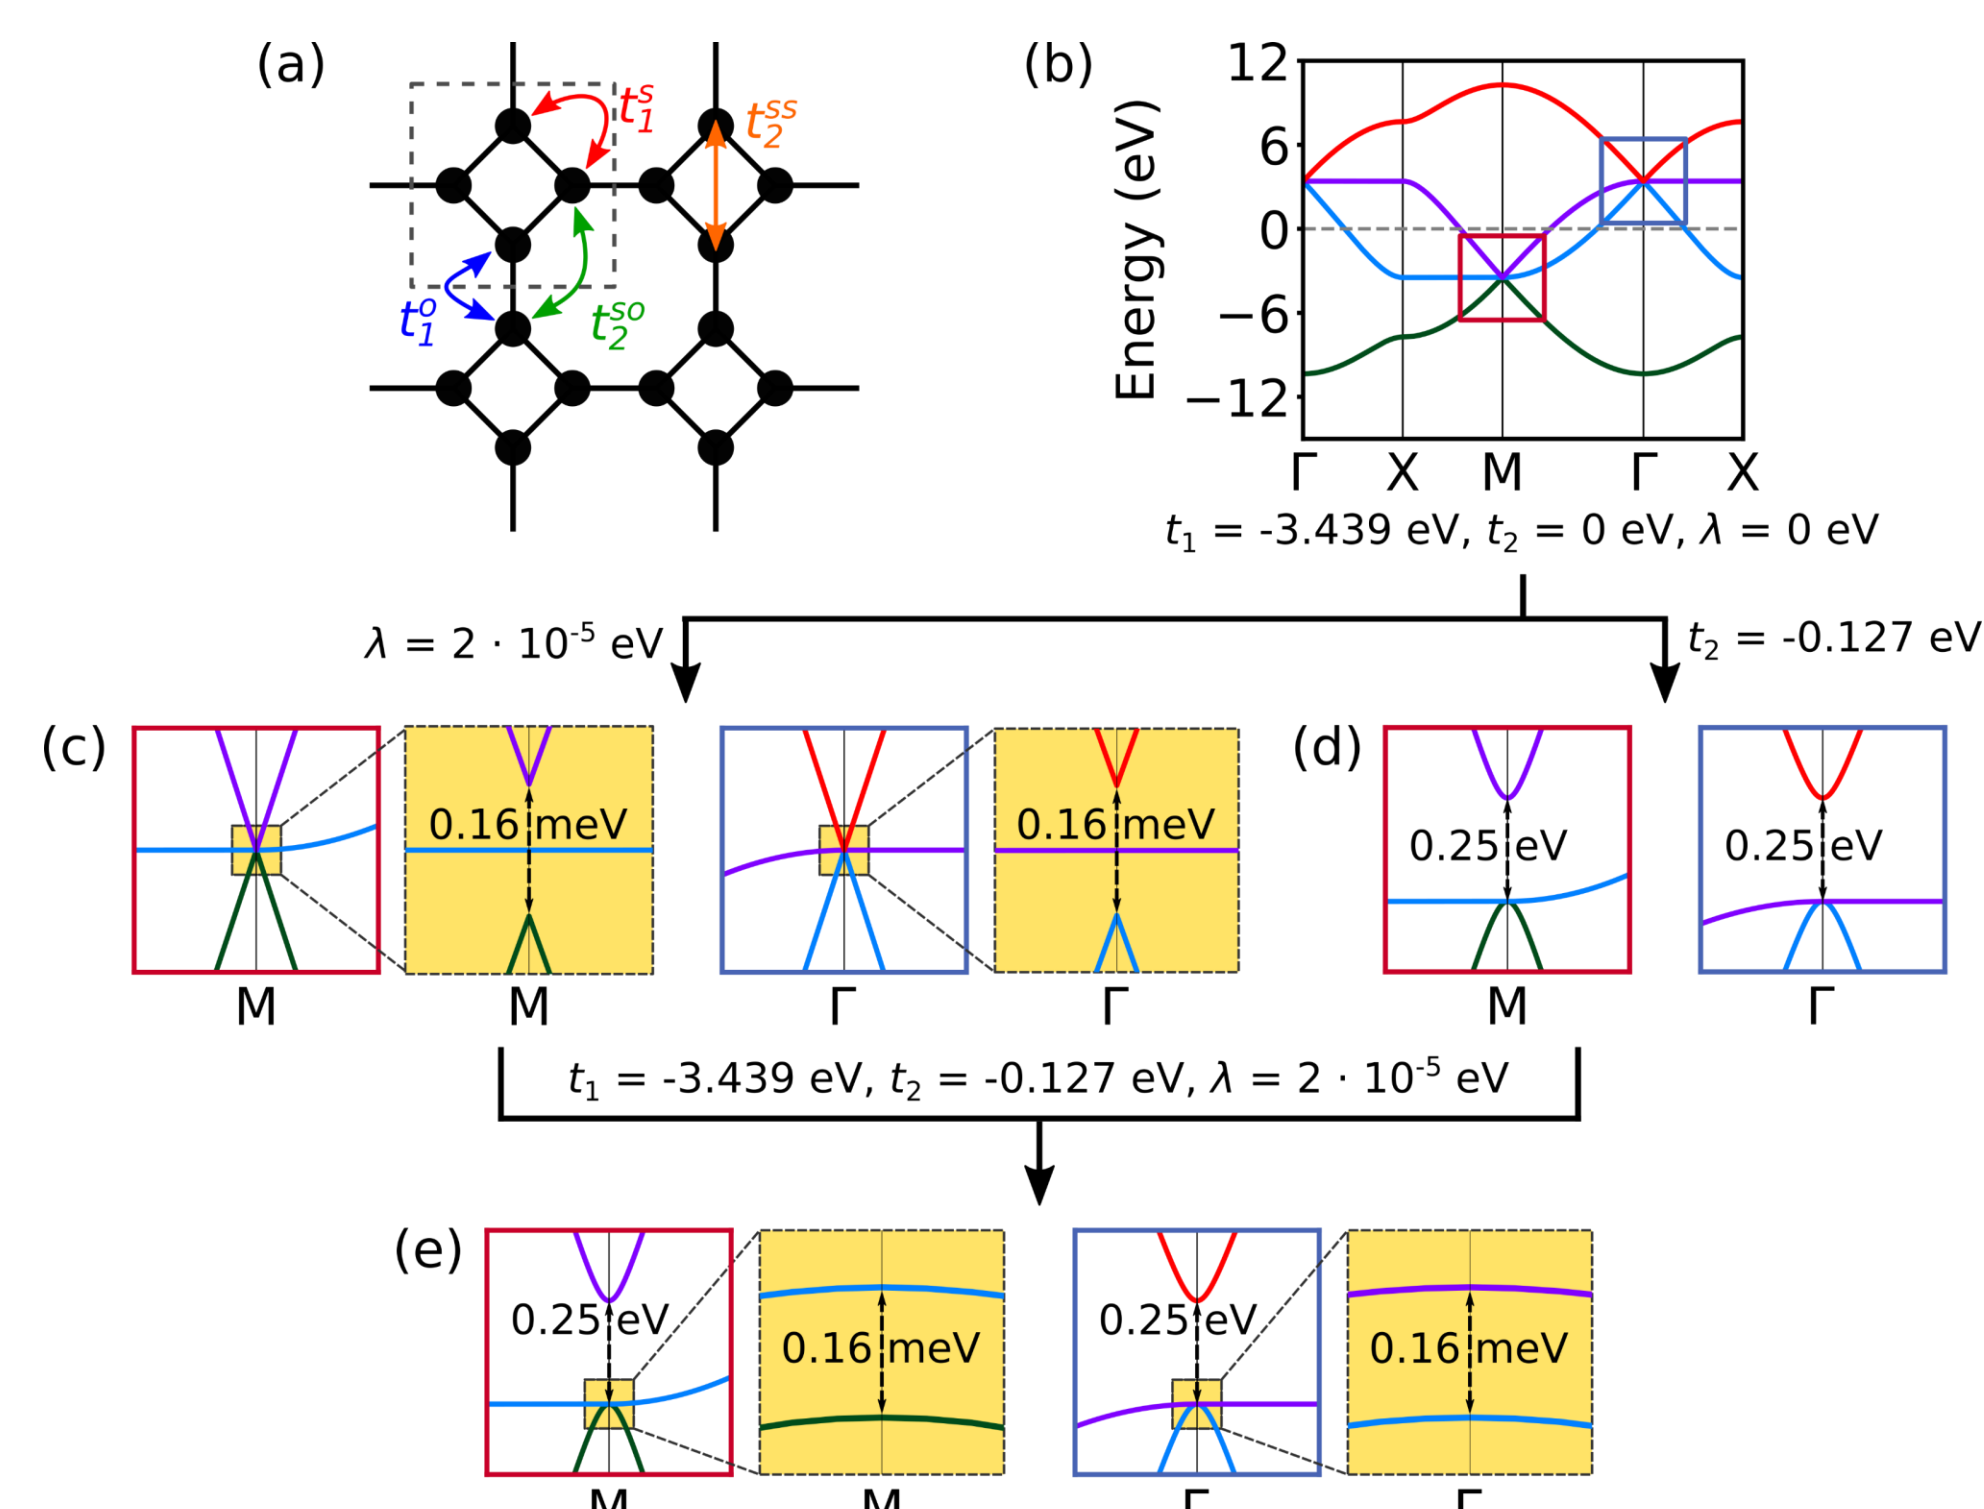 (a)
t₁ˢ
t₂ˢˢ
t₁ᵒ
t₂ˢᵒ
(b)
Energy (eV)
12
6
0
−6
−12
Γ X M Γ X
t₁ = -3.439 eV, t₂ = 0 eV, λ = 0 eV
λ = 2 · 10⁻⁵ eV
t₂ = -0.127 eV
(c)
0.16 meV
0.16 meV
M M Γ Γ
(d)
0.25 eV
0.25 eV
M Γ
t₁ = -3.439 eV, t₂ = -0.127 eV, λ = 2 · 10⁻⁵ eV
(e)
0.25 eV
0.16 meV
0.25 eV
0.16 meV
M M Γ Γ